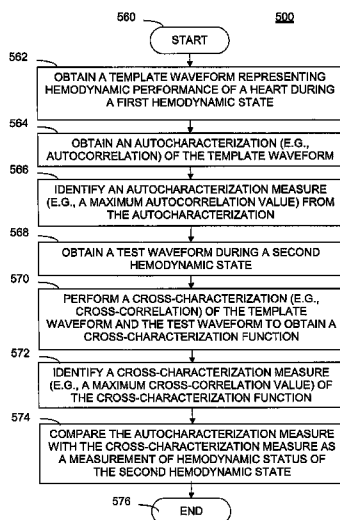 560
500
START
562
OBTAIN A TEMPLATE WAVEFORM REPRESENTING
HEMODYNAMIC PERFORMANCE OF A HEART DURING
A FIRST HEMODYNAMIC STATE
564
OBTAIN AN AUTOCHARACTERIZATION (E.G.,
AUTOCORRELATION) OF THE TEMPLATE WAVEFORM
566
IDENTIFY AN AUTOCHARACTERIZATION MEASURE
(E.G., A MAXIMUM AUTOCORRELATION VALUE) FROM
THE AUTOCHARACTERIZATION
568
OBTAIN A TEST WAVEFORM DURING A SECOND
HEMODYNAMIC STATE
570
PERFORM A CROSS-CHARACTERIZATION (E.G.,
CROSS-CORRELATION) OF THE TEMPLATE
WAVEFORM AND THE TEST WAVEFORM TO OBTAIN A
CROSS-CHARACTERIZATION FUNCTION
572
IDENTIFY A CROSS-CHARACTERIZATION MEASURE
(E.G., A MAXIMUM CROSS-CORRELATION VALUE) OF
THE CROSS-CHARACTERIZATION FUNCTION
574
COMPARE THE AUTOCHARACTERIZATION MEASURE
WITH THE CROSS-CHARACTERIZATION MEASURE AS
A MEASUREMENT OF HEMODYNAMIC STATUS OF
THE SECOND HEMODYNAMIC STATE
576
END